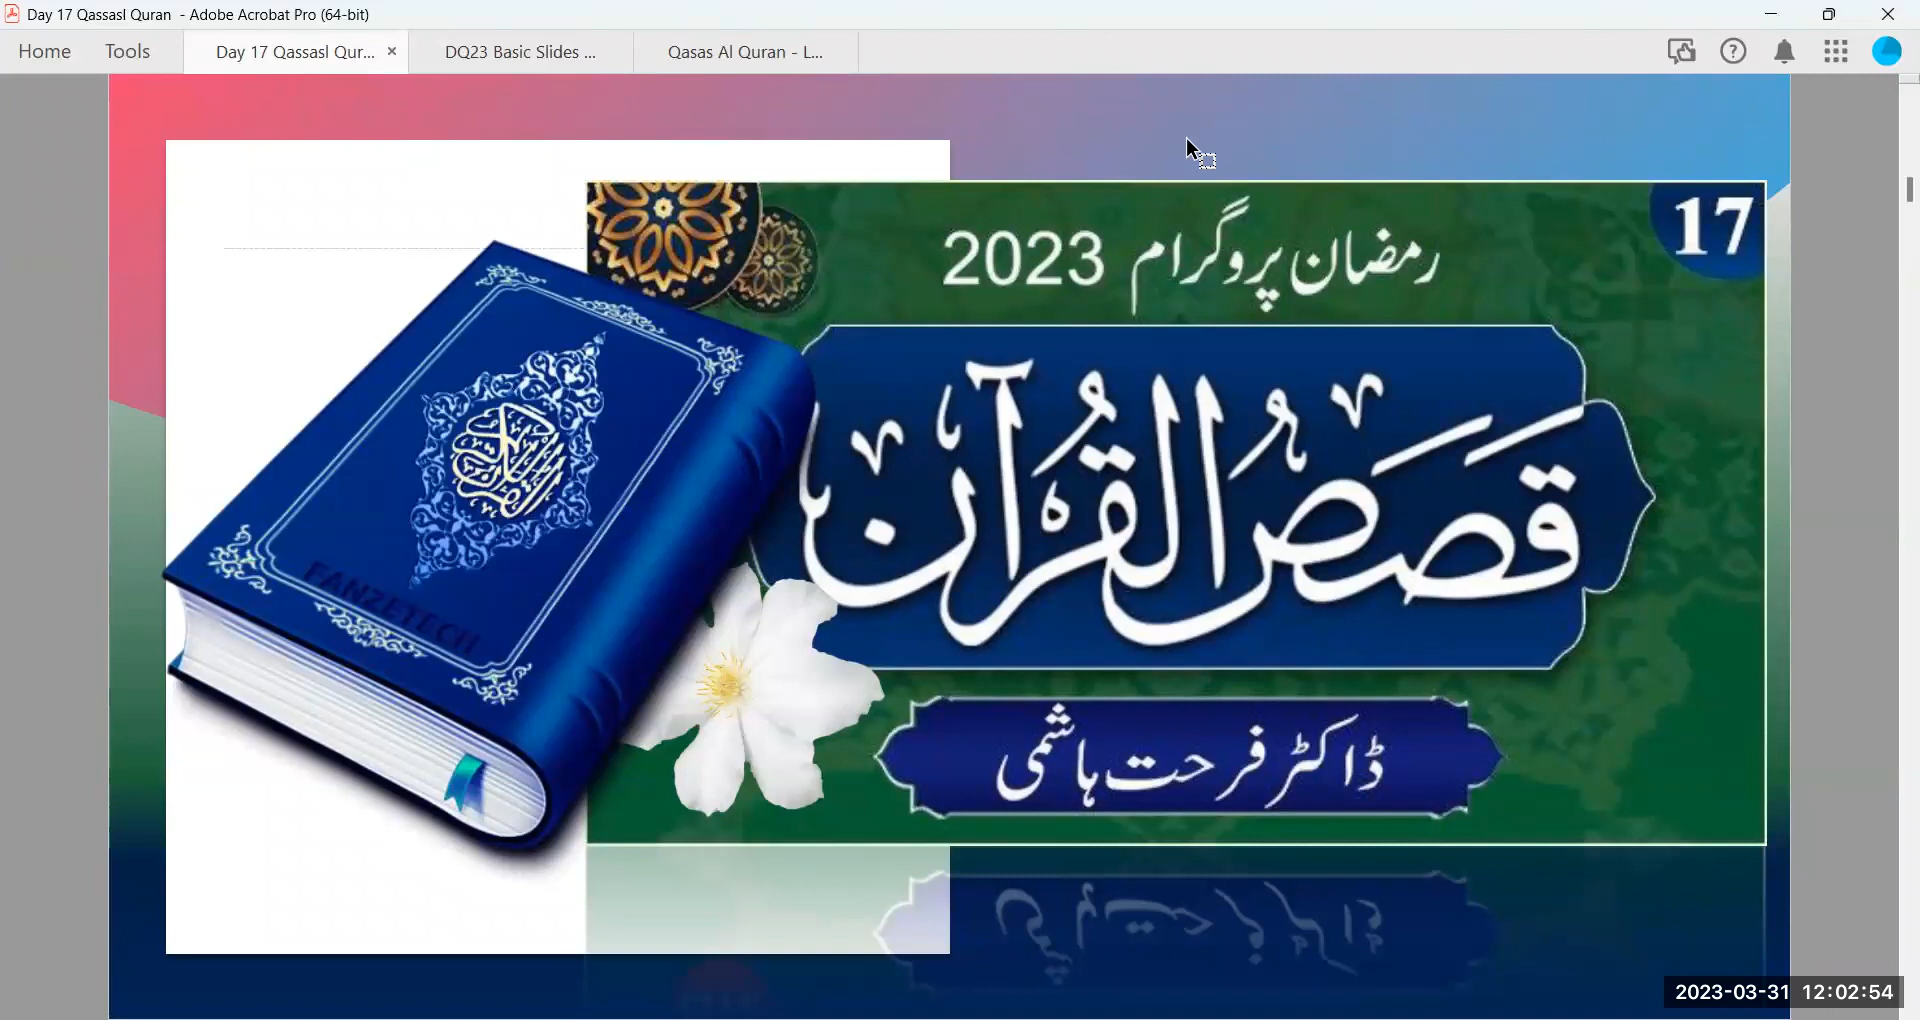 Day 17 Qassasl Quran - Adobe Acrobat Pro (64-bit)
Home Tools Day 17 Qassasl Qur... × DQ23 Basic Slides ... Qasas Al Quran - L...
17
رمضان پروگرام 2023
قصص القرآن
ڈاکٹر فرحت ہاشمی
FANZETECH
2023-03-31 12:02:54